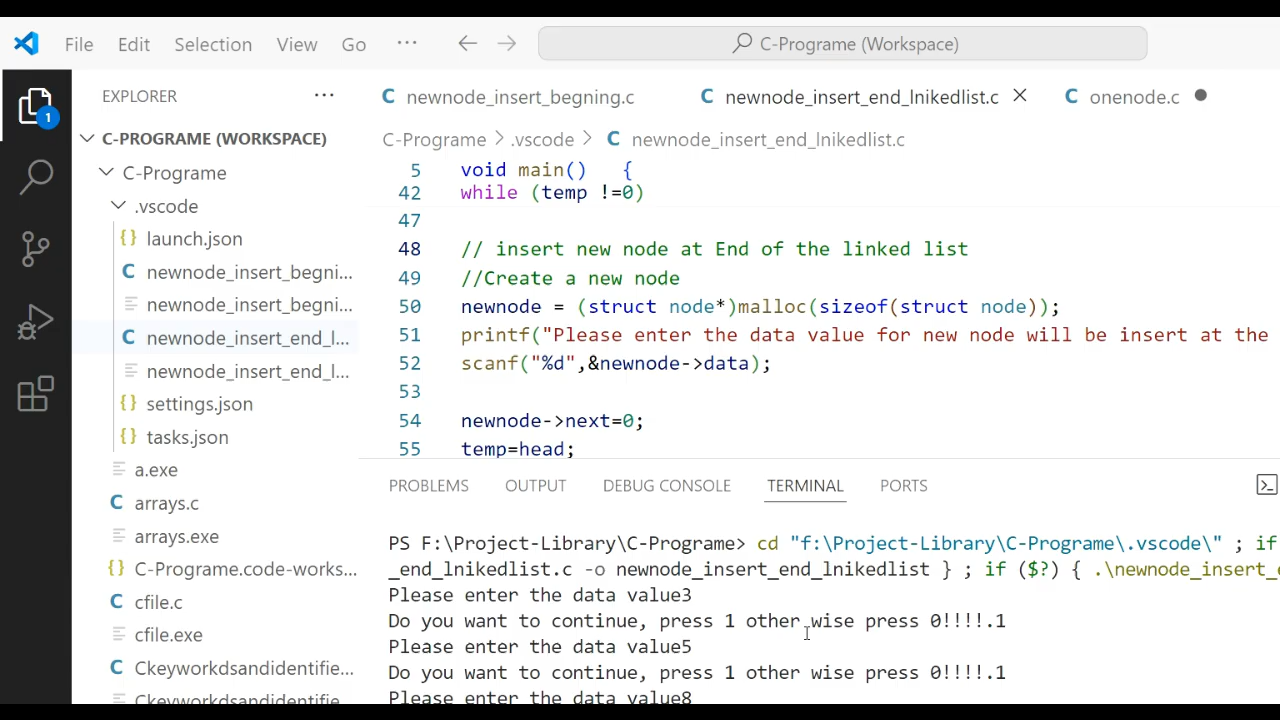 File Edit Selection View Go ··· C-Programe (Workspace)
EXPLORER ···
newnode_insert_begning.c
newnode_insert_end_lnikedlist.c
onenode.c
1
C-PROGRAME (WORKSPACE)
C-Programe
.vscode
launch.json
newnode_insert_begni...
newnode_insert_begni...
newnode_insert_end_l...
newnode_insert_end_l...
settings.json
tasks.json
a.exe
arrays.c
arrays.exe
C-Programe.code-works...
cfile.c
cfile.exe
Ckeyworkdsandidentifie...
Ckeyworkdsandidentifie
C-Programe > .vscode > C newnode_insert_end_lnikedlist.c
5 void main() {
42 while (temp !=0)
47
48 // insert new node at End of the linked list
49 //Create a new node
50 newnode = (struct node*)malloc(sizeof(struct node));
51 printf("Please enter the data value for new node will be insert at the
52 scanf("%d",&newnode->data);
53
54 newnode->next=0;
55 temp=head;
PROBLEMS OUTPUT DEBUG CONSOLE TERMINAL PORTS
PS F:\Project-Library\C-Programe> cd "f:\Project-Library\C-Programe\.vscode\" ; if
_end_lnikedlist.c -o newnode_insert_end_lnikedlist } ; if ($?) { .\newnode_insert_
Please enter the data value3
Do you want to continue, press 1 other wise press 0!!!!.1
Please enter the data value5
Do you want to continue, press 1 other wise press 0!!!!.1
Please enter the data value8